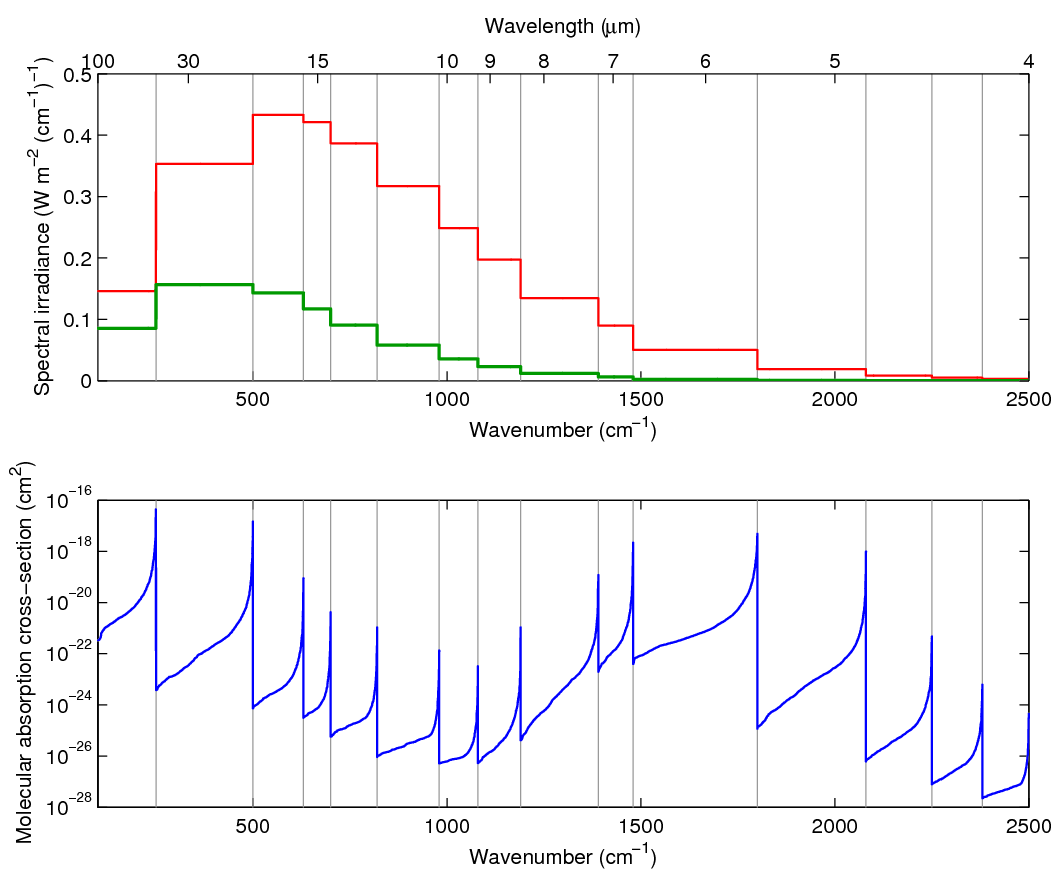 Wavelength (μm)
100 30 15 10 9 8 7 6 5 4
Spectral irradiance (W m⁻² (cm⁻¹)⁻¹)
0.5
0.4
0.3
0.2
0.1
0
500 1000 1500 2000 2500
Wavenumber (cm⁻¹)
Molecular absorption cross−section (cm²)
10⁻¹⁶
10⁻¹⁸
10⁻²⁰
10⁻²²
10⁻²⁴
10⁻²⁶
10⁻²⁸
500 1000 1500 2000 2500
Wavenumber (cm⁻¹)